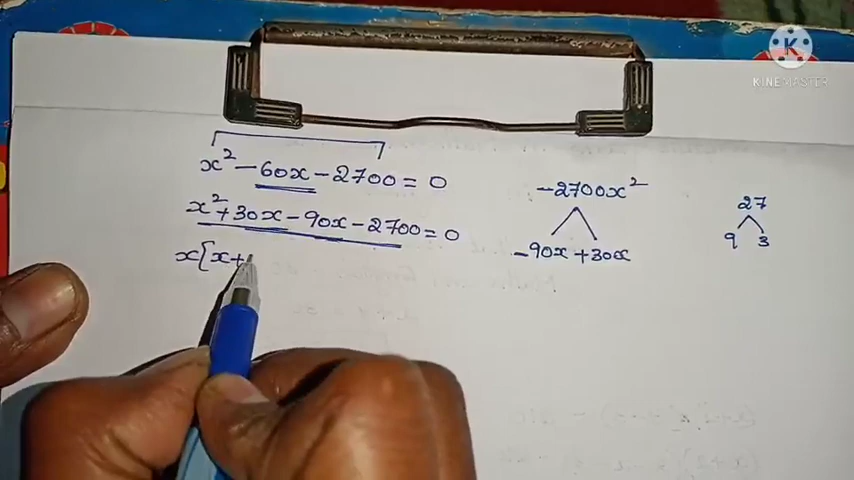 K
KINEMASTER
x² - 60x - 2700 = 0
x² + 30x - 90x - 2700 = 0
x[x+
-2700x²
-90x +30x
27
9 3